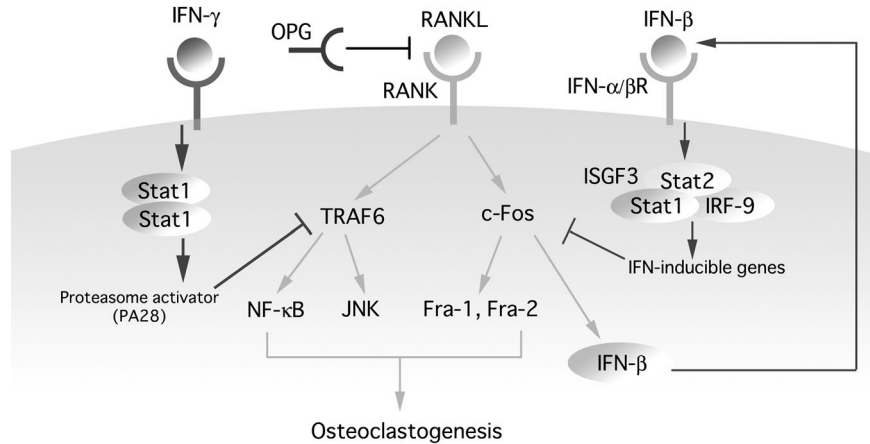 IFN-γ
OPG
RANKL
IFN-β
RANK
IFN-α/βR
Stat1
Stat1
ISGF3
Stat2
Stat1
IRF-9
TRAF6
c-Fos
IFN-inducible genes
Proteasome activator
(PA28)
NF-κB
JNK
Fra-1, Fra-2
IFN-β
Osteoclastogenesis